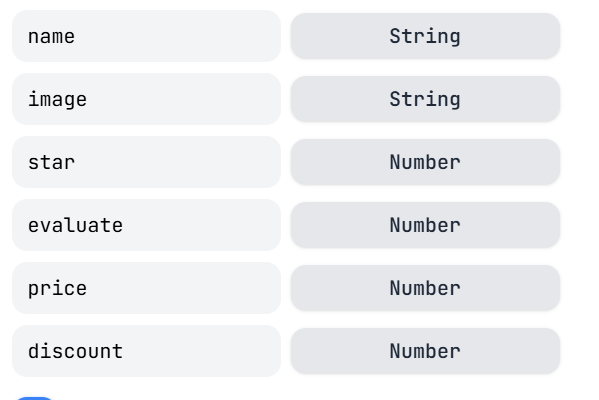 name String
image String
star Number
evaluate Number
price Number
discount Number